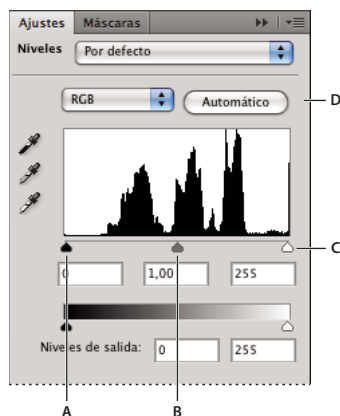 Ajustes Máscaras
Niveles Por defecto
RGB Automático
D
C
0 1,00 255
Niveles de salida: 0 255
A B